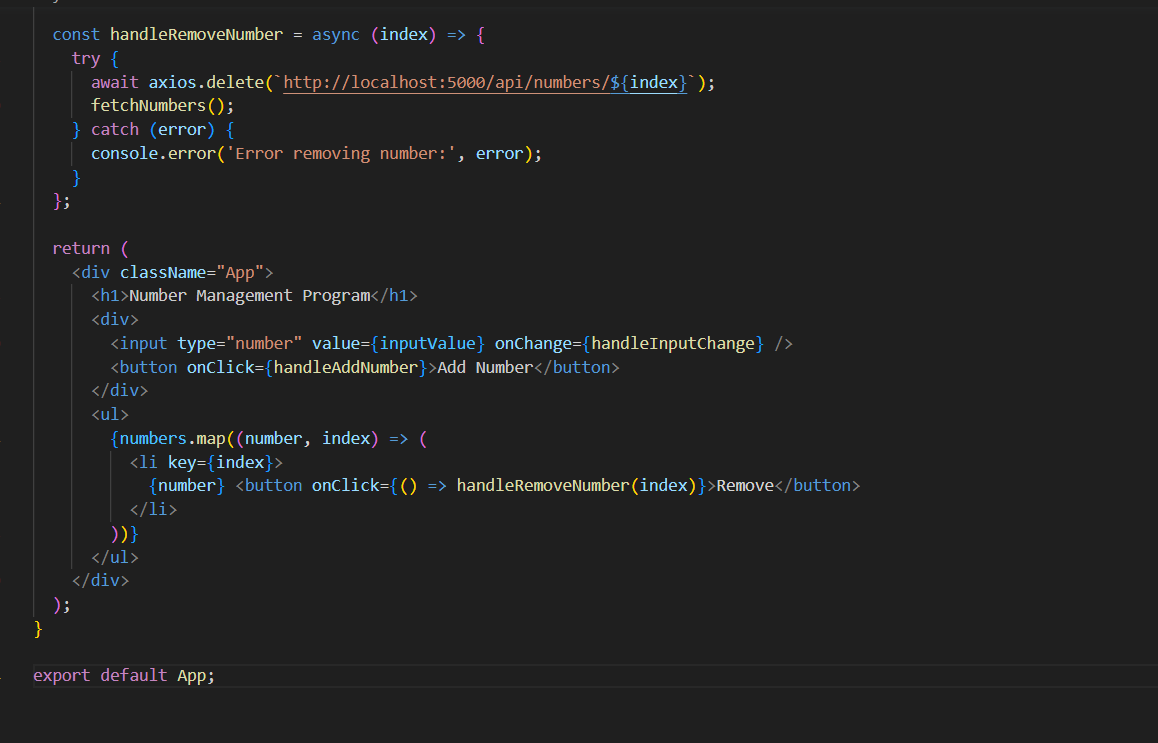 const handleRemoveNumber = async (index) => {
try {
await axios.delete(`http://localhost:5000/api/numbers/${index}`);
fetchNumbers();
} catch (error) {
console.error('Error removing number:', error);
}
};
return (
<div className="App">
<h1>Number Management Program</h1>
<div>
<input type="number" value={inputValue} onChange={handleInputChange} />
<button onClick={handleAddNumber}>Add Number</button>
</div>
<ul>
{numbers.map((number, index) => (
<li key={index}>
{number} <button onClick={() => handleRemoveNumber(index)}>Remove</button>
</li>
))}
</ul>
</div>
);
}
export default App;